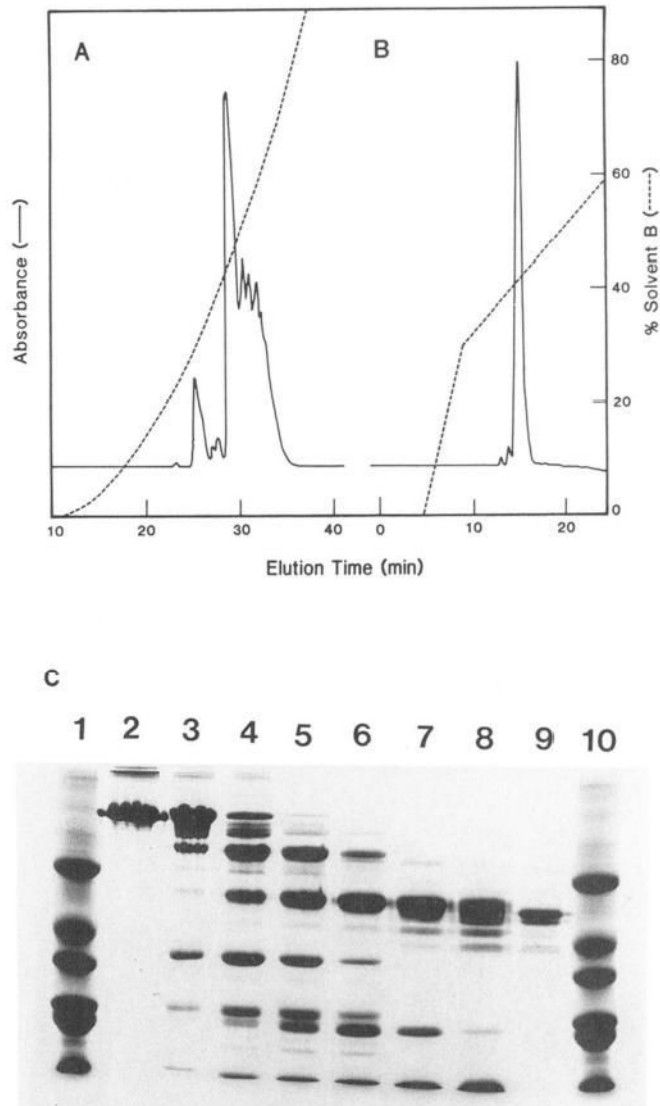 A
B
Absorbance (——)
80
60
40
20
0
% Solvent B (-----)
10 20 30 40 0 10 20
Elution Time (min)
C
1 2 3 4 5 6 7 8 9 10